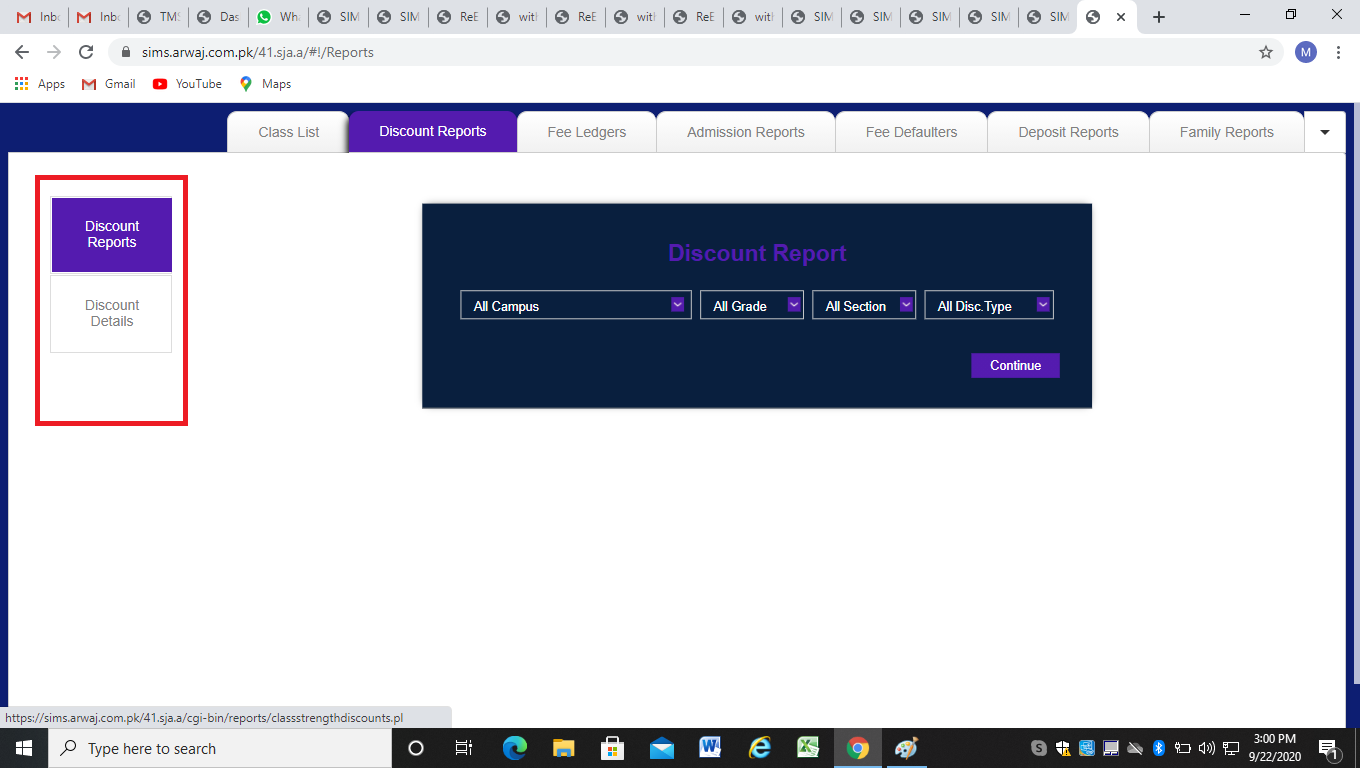 Inbo Inbo TMS Das Wha SIM SIM ReE with ReE with ReE with SIM SIM SIM SIM SIM
sims.arwaj.com.pk/41.sja.a/#!/Reports
M
Apps Gmail YouTube Maps
Class List Discount Reports Fee Ledgers Admission Reports Fee Defaulters Deposit Reports Family Reports
Discount
Reports
Discount
Details
Discount Report
All Campus All Grade All Section All Disc.Type
Continue
https://sims.arwaj.com.pk/41.sja.a/cgi-bin/reports/classstrengthdiscounts.pl
Type here to search
3:00 PM
9/22/2020
1